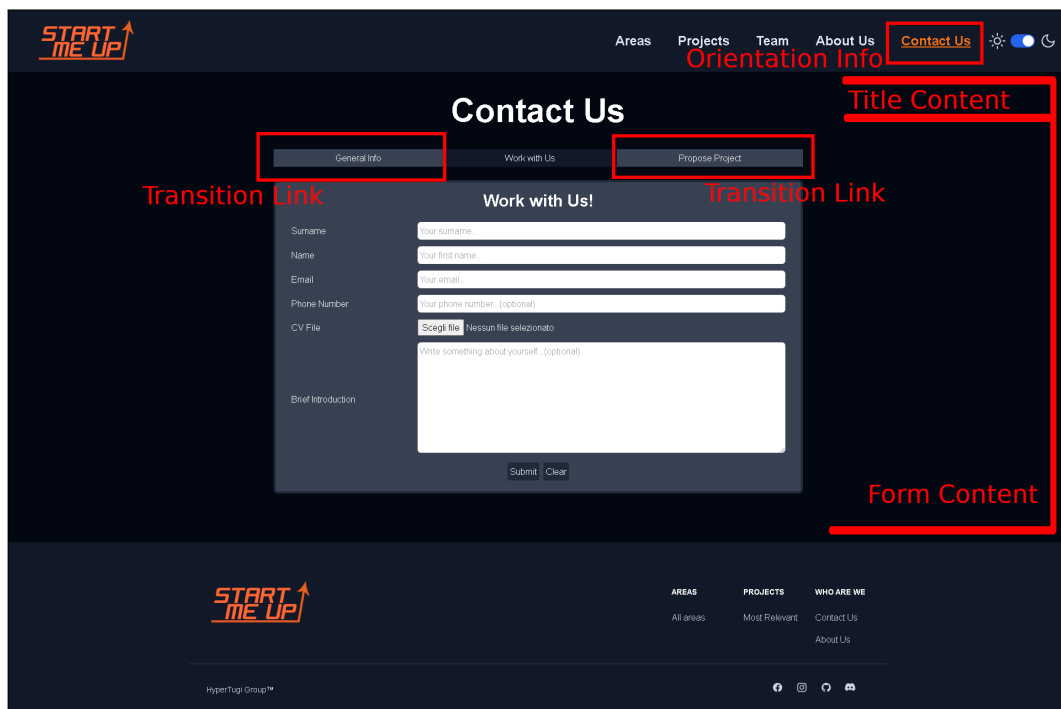 START
ME UP
Areas Projects Team About Us Contact Us
Orientation Info
Title Content
Contact Us
General Info Work with Us Propose Project
Transition Link Transition Link
Work with Us!
Surname Your surname..
Name Your first name..
Email Your email..
Phone Number Your phone number.. (optional)
CV File Scegli file Nessun file selezionato
Write something about yourself.. (optional)
Brief Introduction
Submit Clear
Form Content
START
ME UP
AREAS PROJECTS WHO ARE WE
All areas Most Relevant Contact Us
About Us
HyperTugi Group™